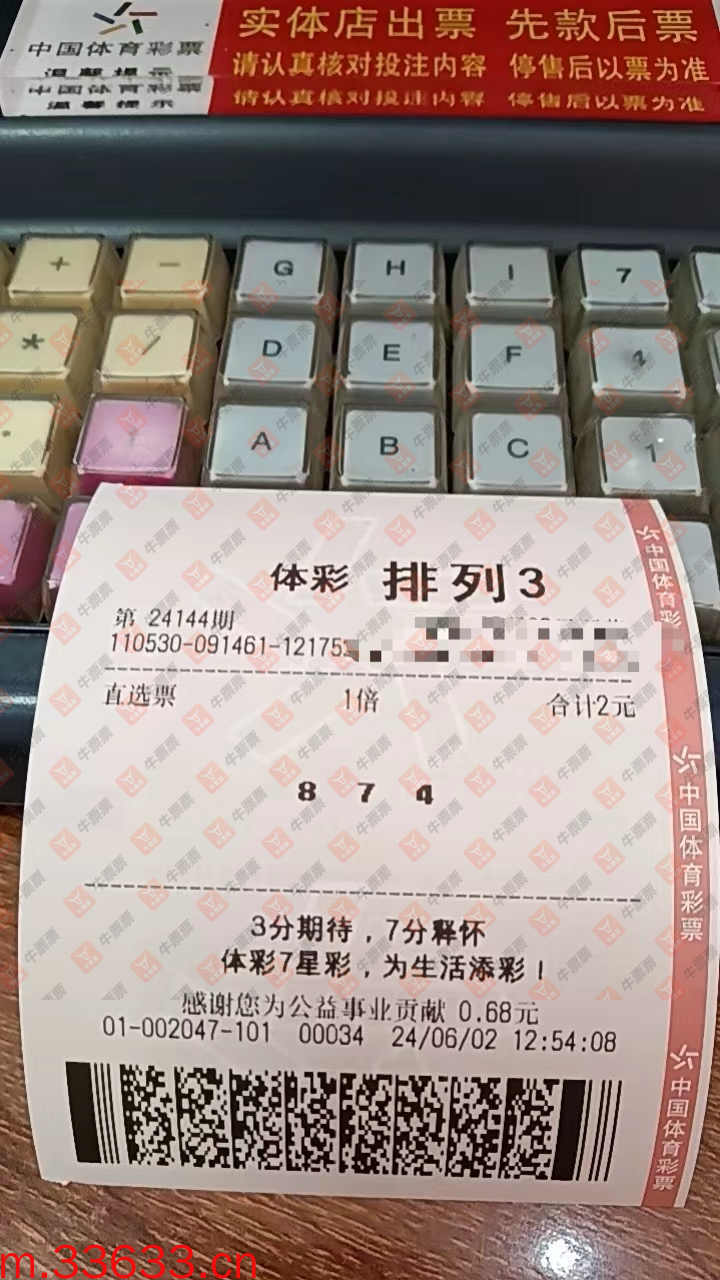 中国体育彩票
温馨提示
实体店出票 先款后票
请认真核对投注内容 停售后以票为准
中国体育彩票
温馨提示
请认真核对投注内容 停售后以票为准
+ - G H I 7
* / D E F 4
A B C 1
体彩 排列3
第 24144期
110530-091461-12175
直选票 1倍 合计2元
8 7 4
3分期待，7分释怀
体彩7星彩，为生活添彩！
感谢您为公益事业贡献 0.68元
01-002047-101 00034 24/06/02 12:54:08
中国体育彩票
中国体育彩票
中国体育彩票
牛票票
m.33633.cn